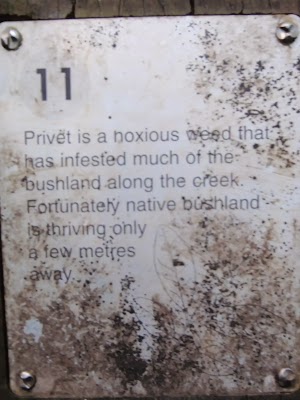 11
Privet is a noxious weed that
has infested much of the
bushland along the creek.
Fortunately native bushland
is thriving only
a few metres
away.